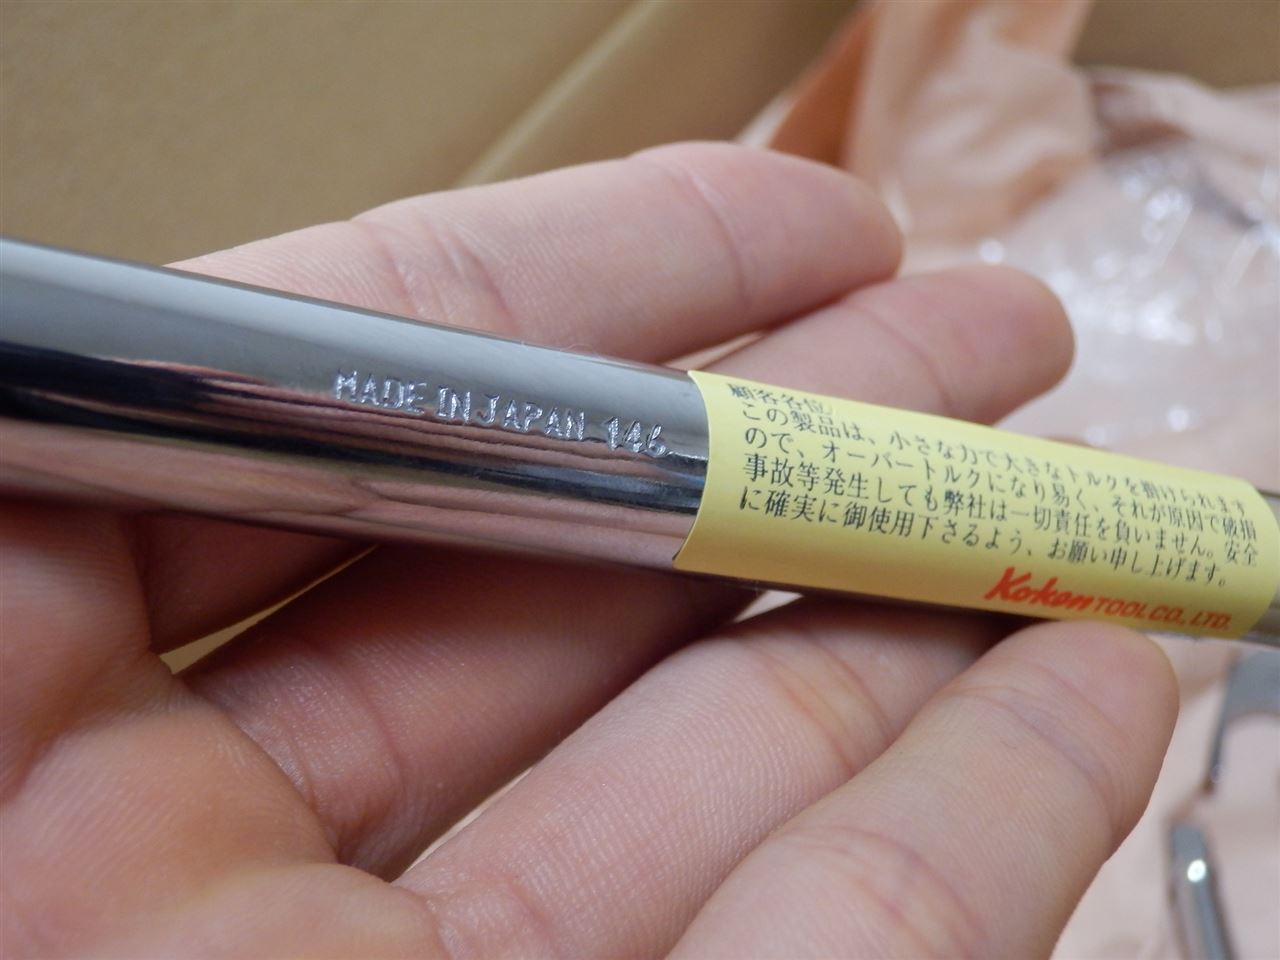 MADE IN JAPAN 146
顧客各位
この製品は、小さな力で大きなトルクを掛けられます
ので、オーバートルクになり易く、それが原因で破損
事故等発生しても弊社は一切責任を負いません。安全
に確実に御使用下さるよう、お願い申し上げます。
Koken TOOL CO., LTD.